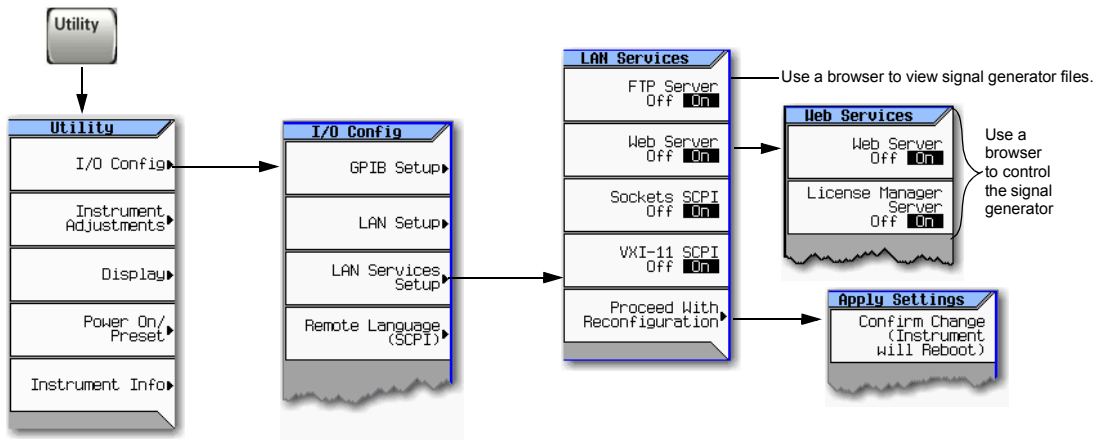 Utility
Utility
I/O Config
Instrument
Adjustments
Display
Power On/
Preset
Instrument Info
I/O Config
GPIB Setup
LAN Setup
LAN Services
Setup
Remote Language
(SCPI)
LAN Services
FTP Server
Off On
Web Server
Off On
Sockets SCPI
Off On
VXI-11 SCPI
Off On
Proceed With
Reconfiguration
Use a browser to view signal generator files.
Web Services
Web Server
Off On
License Manager
Server
Off On
Use a
browser
to control
the signal
generator
Apply Settings
Confirm Change
(Instrument
will Reboot)